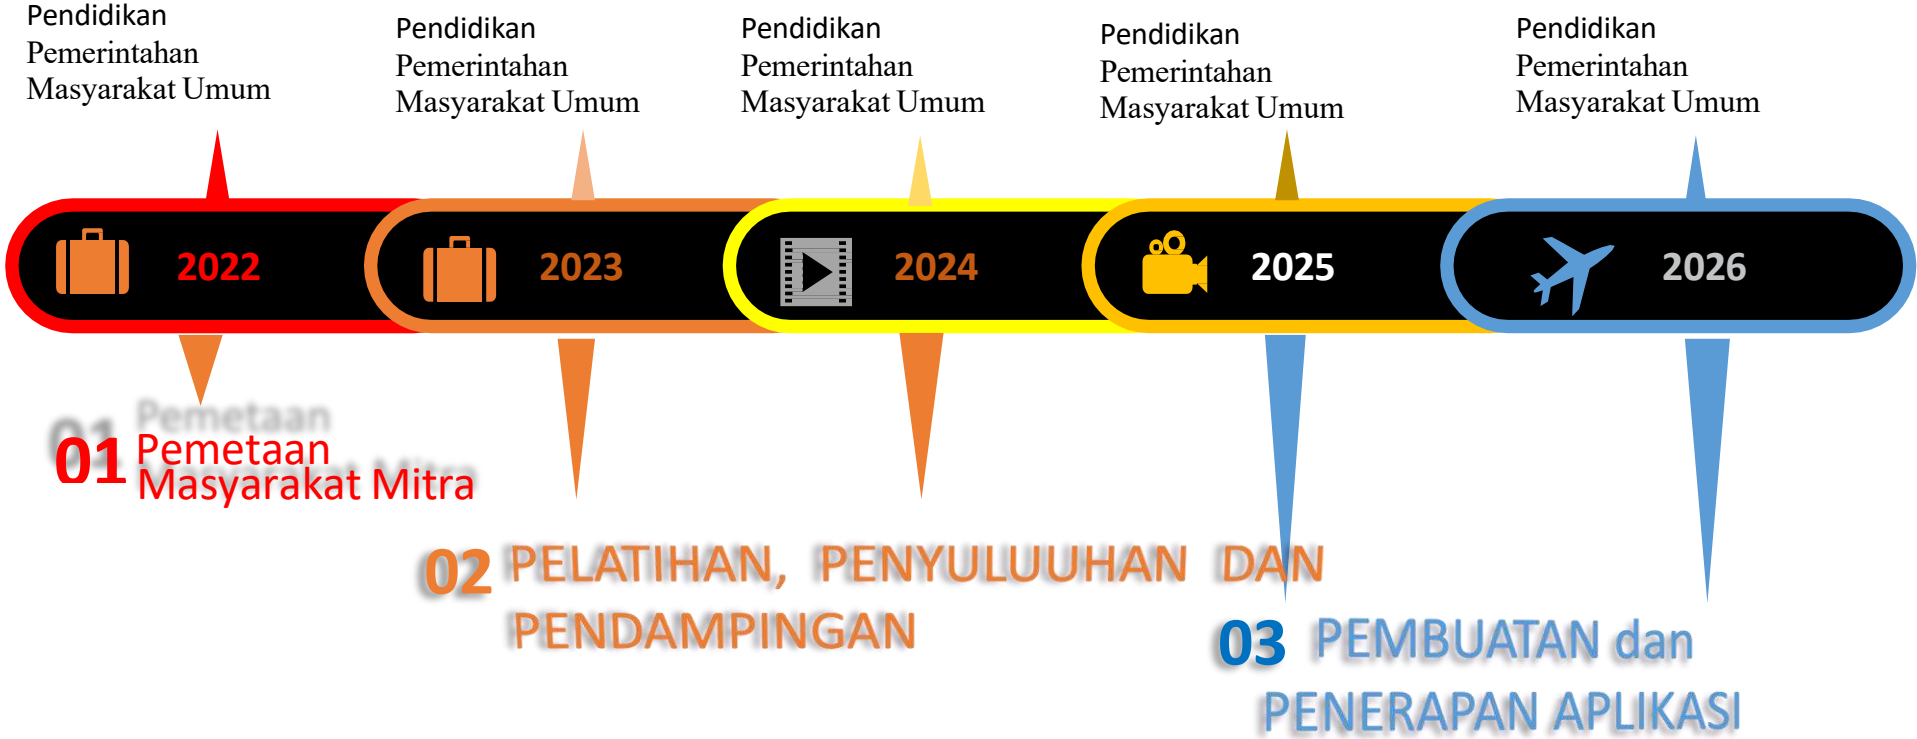 Pendidikan
Pemerintahan
Masyarakat Umum
Pendidikan
Pemerintahan
Masyarakat Umum
Pendidikan
Pemerintahan
Masyarakat Umum
Pendidikan
Pemerintahan
Masyarakat Umum
Pendidikan
Pemerintahan
Masyarakat Umum
2022
2023
2024
2025
2026
01 Pemetaan
Masyarakat Mitra
02 PELATIHAN, PENYULUUHAN DAN
PENDAMPINGAN
03 PEMBUATAN dan
PENERAPAN APLIKASI